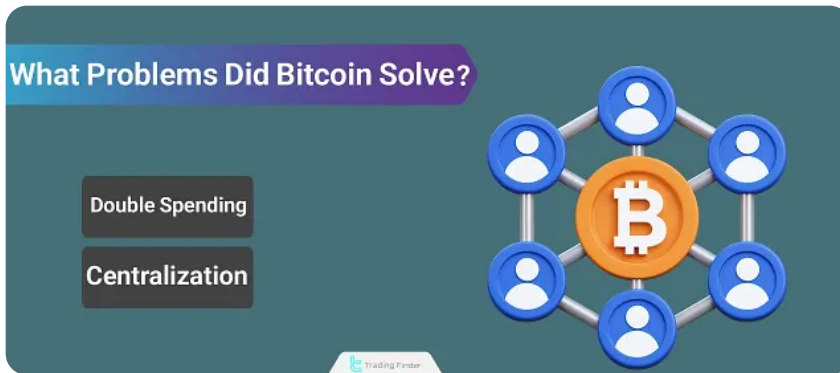 What Problems Did Bitcoin Solve?
Double Spending
Centralization
Trading Finder